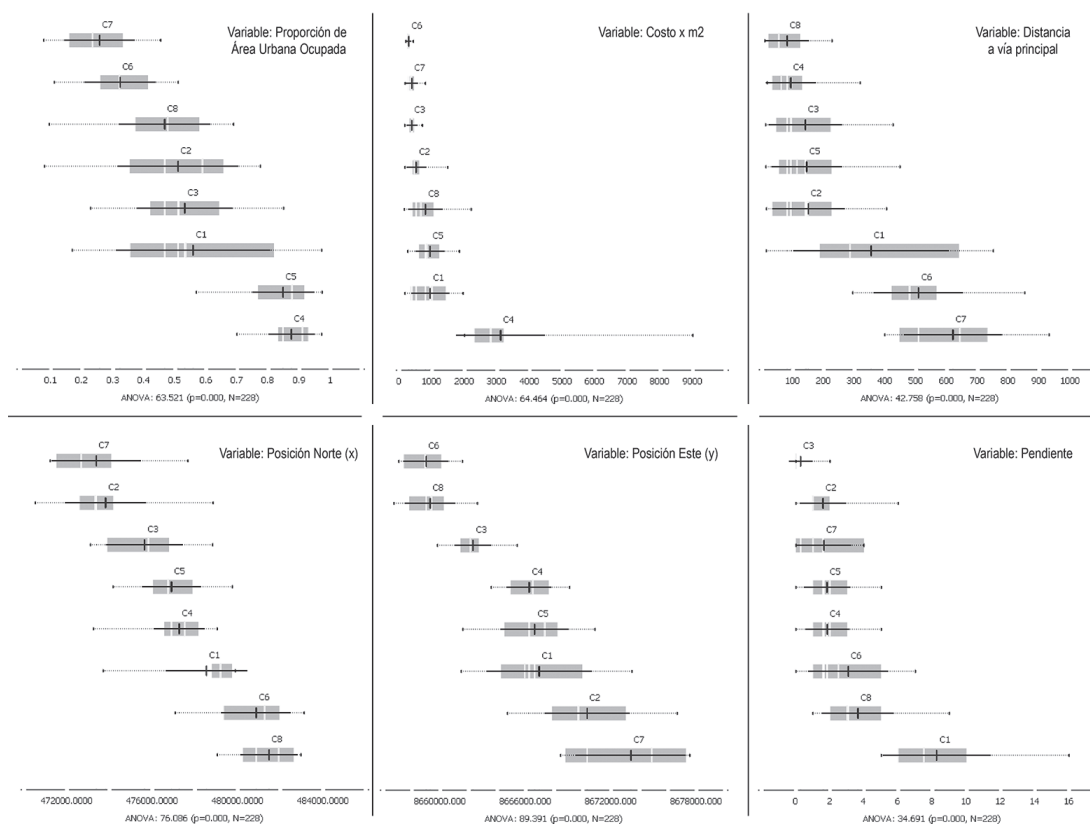 Variable: Proporción de
Área Urbana Ocupada
C7
C6
C8
C2
C3
C1
C5
C4
0.1 0.2 0.3 0.4 0.5 0.6 0.7 0.8 0.9 1
ANOVA: 63.521 (p=0.000, N=228)
Variable: Costo x m2
C6
C7
C3
C2
C8
C5
C1
C4
0 1000 2000 3000 4000 5000 6000 7000 8000 9000
ANOVA: 64.464 (p=0.000, N=228)
Variable: Distancia
a vía principal
C8
C4
C3
C5
C2
C1
C6
C7
100 200 300 400 500 600 700 800 900 1000
ANOVA: 42.758 (p=0.000, N=228)
Variable: Posición Norte (x)
C7
C2
C3
C5
C4
C1
C6
C8
472000.0000 476000.0000 480000.0000 484000.0000
ANOVA: 76.086 (p=0.000, N=228)
Variable: Posición Este (y)
C6
C8
C3
C4
C5
C1
C2
C7
8660000.000 8666000.000 8672000.000 8678000.000
ANOVA: 89.391 (p=0.000, N=228)
Variable: Pendiente
C3
C2
C7
C5
C4
C6
C8
C1
0 2 4 6 8 10 12 14 16
ANOVA: 34.691 (p=0.000, N=228)